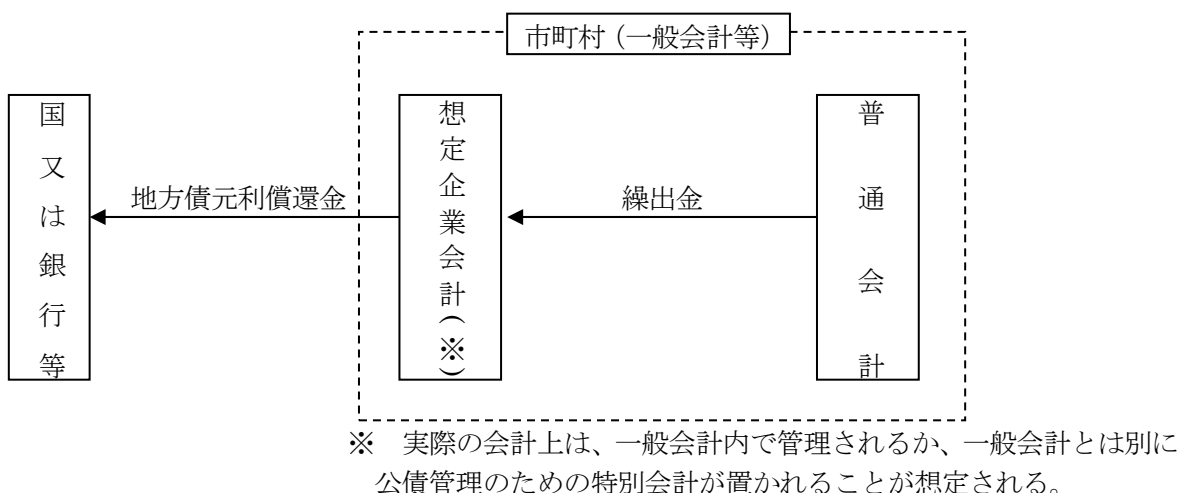 市町村（一般会計等）
国又は銀行等
地方債元利償還金
想定企業会計（※）
繰出金
普通会計
※　実際の会計上は、一般会計内で管理されるか、一般会計とは別に
公債管理のための特別会計が置かれることが想定される。